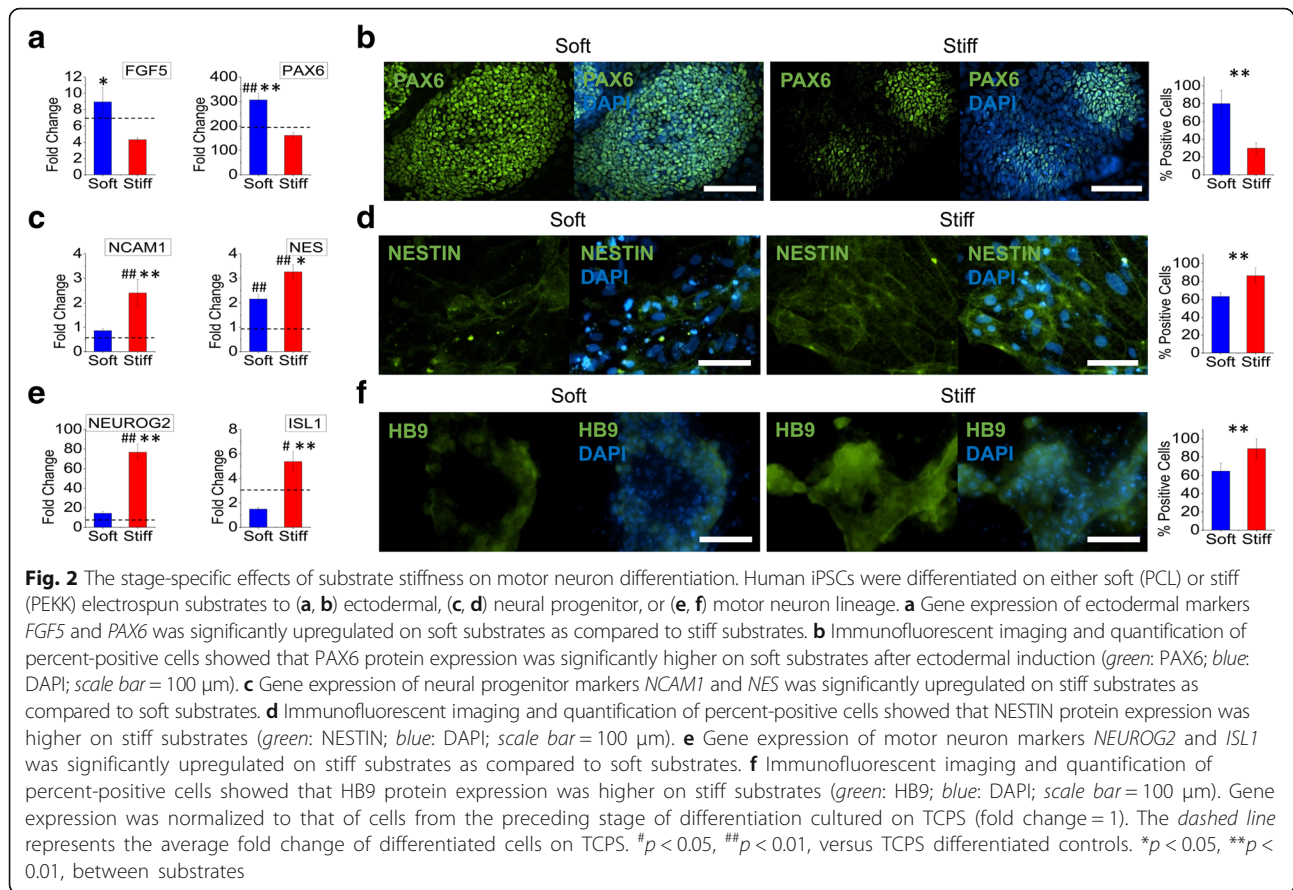 a
FGF5
PAX6
Fold Change
12
10
8
6
4
2
0
*
Soft Stiff
Fold Change
400
300
200
100
0
## **
Soft Stiff
b
Soft
Stiff
PAX6
PAX6
DAPI
PAX6
PAX6
DAPI
% Positive Cells
100
80
60
40
20
0
**
Soft
Stiff
c
NCAM1
NES
Fold Change
4
3
2
1
0
## **
Soft Stiff
Fold Change
4
3
2
1
0
##
## *
Soft Stiff
d
Soft
Stiff
NESTIN
NESTIN
DAPI
NESTIN
NESTIN
DAPI
% Positive Cells
100
80
60
40
20
0
**
Soft
Stiff
e
NEUROG2
ISL1
Fold Change
100
80
60
40
20
0
## **
Soft Stiff
Fold Change
8
6
4
2
0
# **
Soft Stiff
f
Soft
Stiff
HB9
HB9
DAPI
HB9
HB9
DAPI
% Positive Cells
100
80
60
40
20
0
**
Soft
Stiff
Fig. 2 The stage-specific effects of substrate stiffness on motor neuron differentiation. Human iPSCs were differentiated on either soft (PCL) or stiff
(PEKK) electrospun substrates to (a, b) ectodermal, (c, d) neural progenitor, or (e, f) motor neuron lineage. a Gene expression of ectodermal markers
FGF5 and PAX6 was significantly upregulated on soft substrates as compared to stiff substrates. b Immunofluorescent imaging and quantification of
percent-positive cells showed that PAX6 protein expression was significantly higher on soft substrates after ectodermal induction (green: PAX6; blue:
DAPI; scale bar = 100 μm). c Gene expression of neural progenitor markers NCAM1 and NES was significantly upregulated on stiff substrates as
compared to soft substrates. d Immunofluorescent imaging and quantification of percent-positive cells showed that NESTIN protein expression was
higher on stiff substrates (green: NESTIN; blue: DAPI; scale bar = 100 μm). e Gene expression of motor neuron markers NEUROG2 and ISL1
was significantly upregulated on stiff substrates as compared to soft substrates. f Immunofluorescent imaging and quantification of
percent-positive cells showed that HB9 protein expression was higher on stiff substrates (green: HB9; blue: DAPI; scale bar = 100 μm). Gene
expression was normalized to that of cells from the preceding stage of differentiation cultured on TCPS (fold change = 1). The dashed line
represents the average fold change of differentiated cells on TCPS. #p < 0.05, ##p < 0.01, versus TCPS differentiated controls. *p < 0.05, **p <
0.01, between substrates